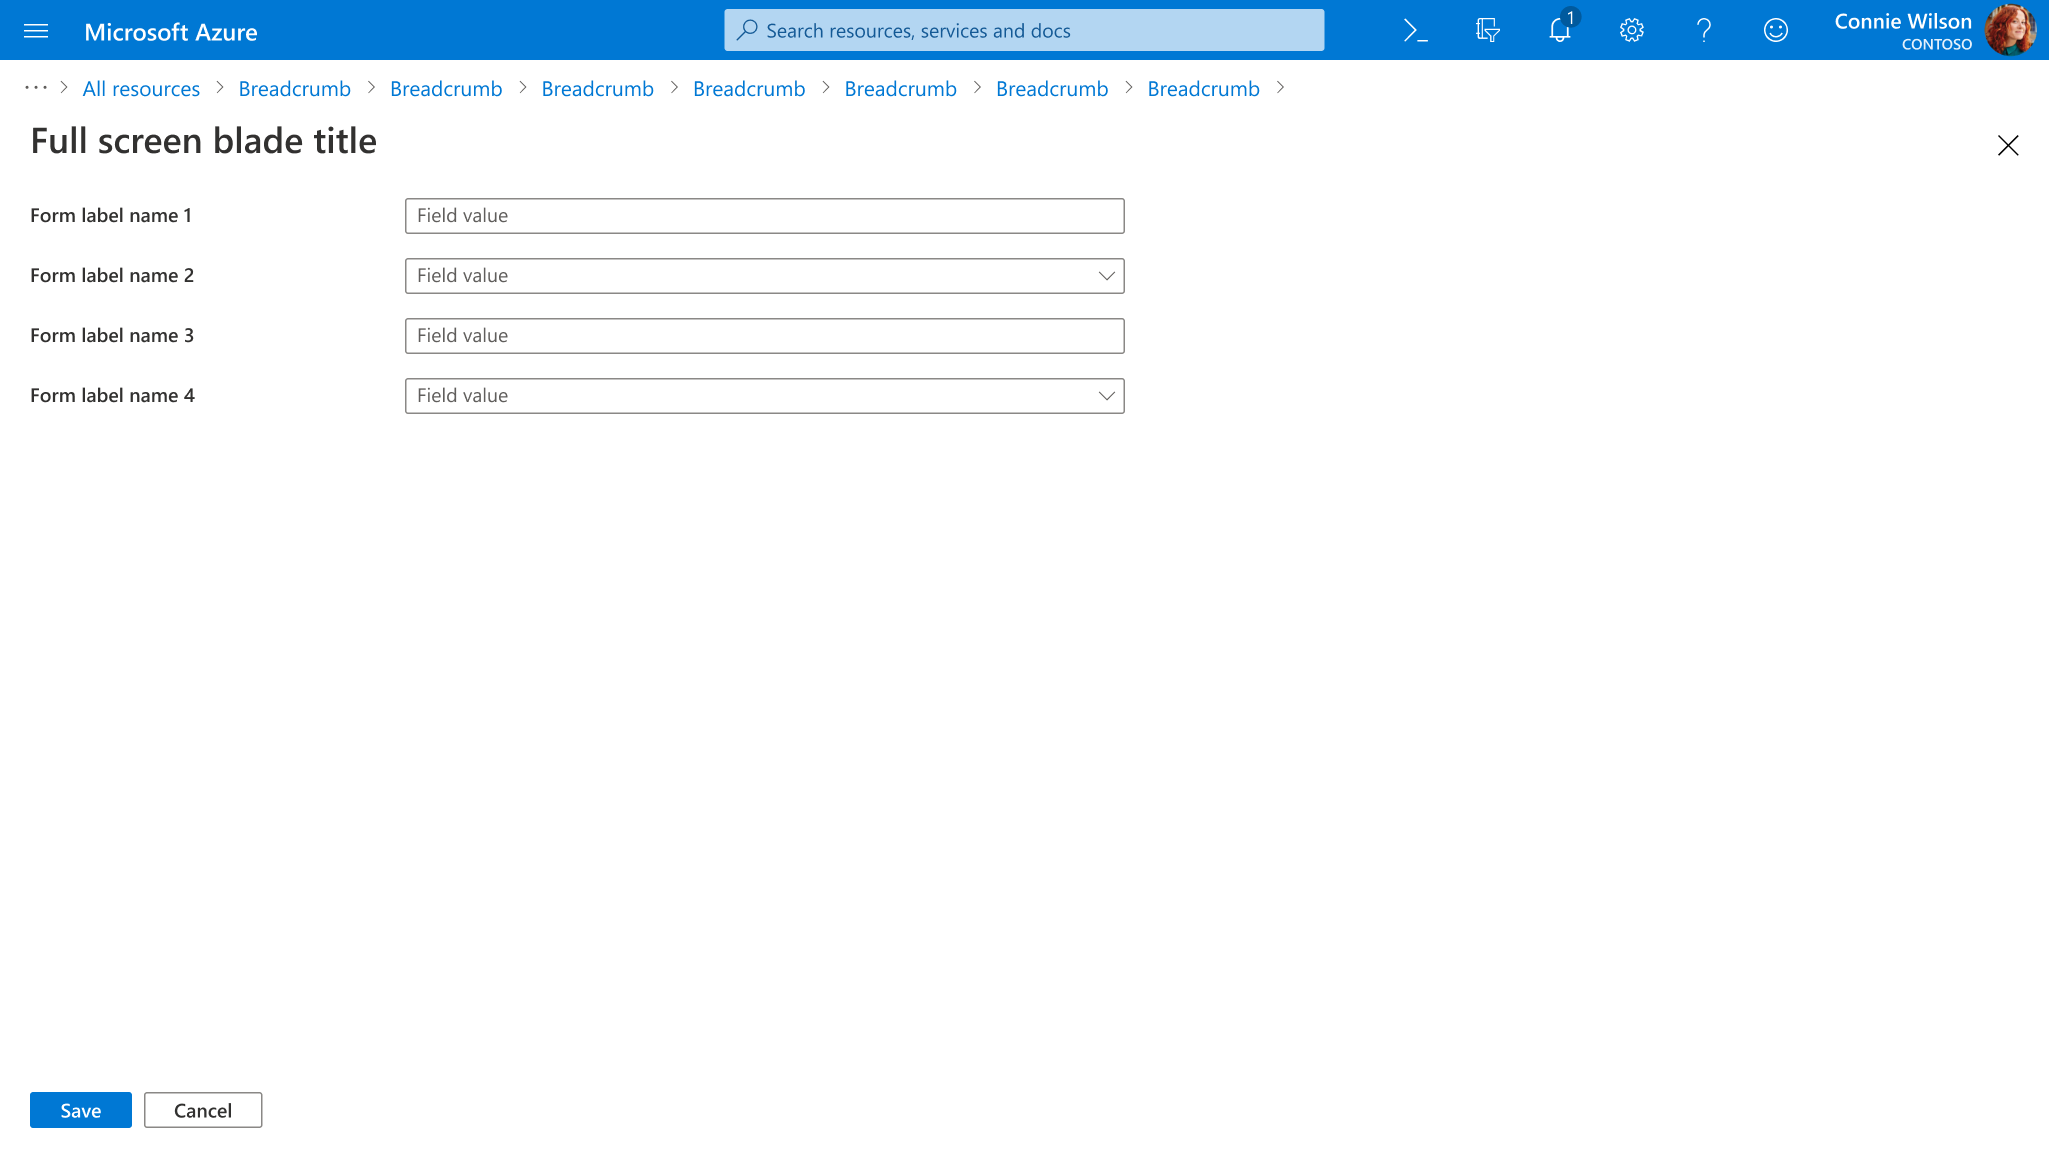 Microsoft Azure
Search resources, services and docs
1
Connie Wilson
CONTOSO
··· > All resources > Breadcrumb > Breadcrumb > Breadcrumb > Breadcrumb > Breadcrumb > Breadcrumb > Breadcrumb >
Full screen blade title
Form label name 1 Field value
Form label name 2 Field value
Form label name 3 Field value
Form label name 4 Field value
Save Cancel